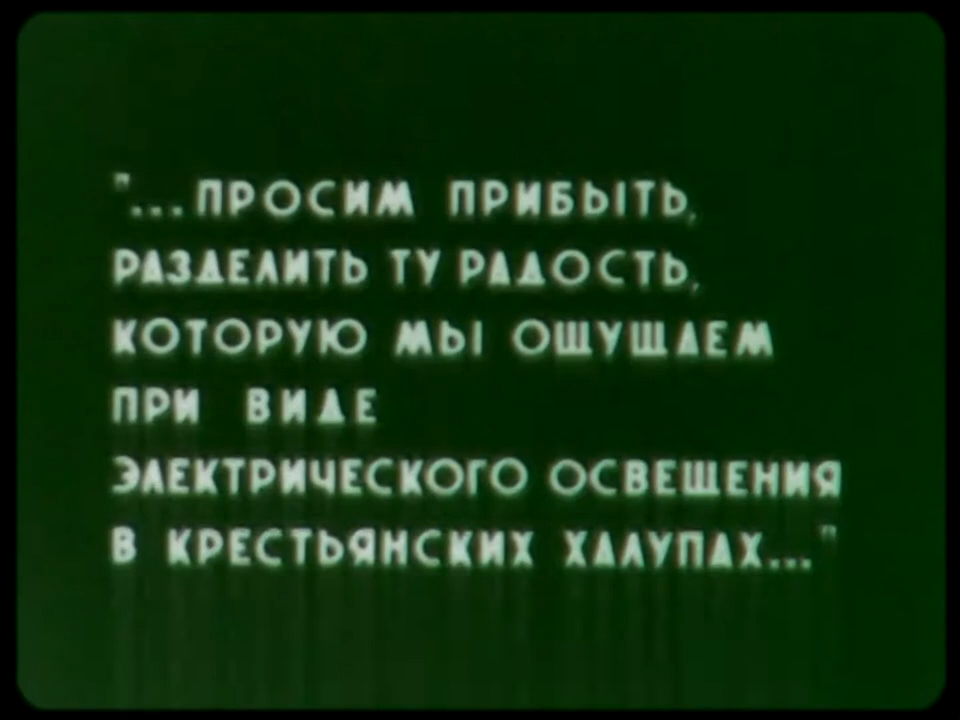 "...ПРОСИМ ПРИБЫТЬ,
РАЗДЕЛИТЬ ТУ РАДОСТЬ,
КОТОРУЮ МЫ ОЩУЩАЕМ
ПРИ ВИДЕ
ЭЛЕКТРИЧЕСКОГО ОСВЕЩЕНИЯ
В КРЕСТЬЯНСКИХ ХАЛУПАХ..."